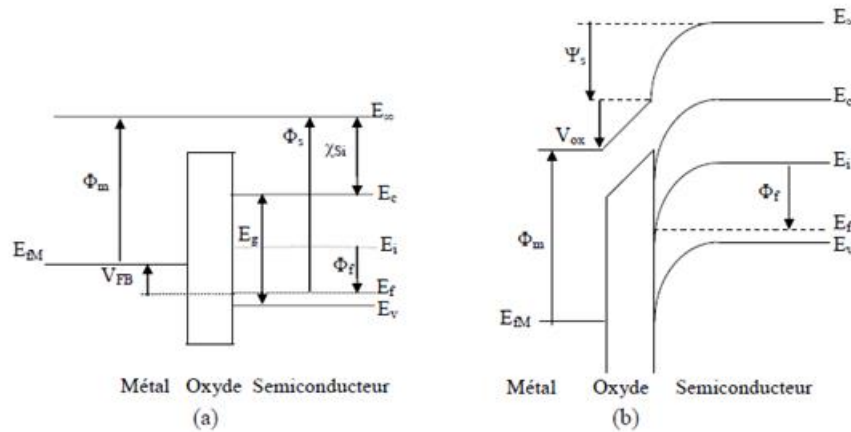 E∞
Φs
χSi
Φm
Ec
Eg
Ei
EfM
Φf
VFB
Ef
Ev
Métal Oxyde Semiconducteur
(a)
E∞
Ψs
Ec
Vox
Ei
Φf
Φm
Ef
Ev
EfM
Métal Oxyde Semiconducteur
(b)